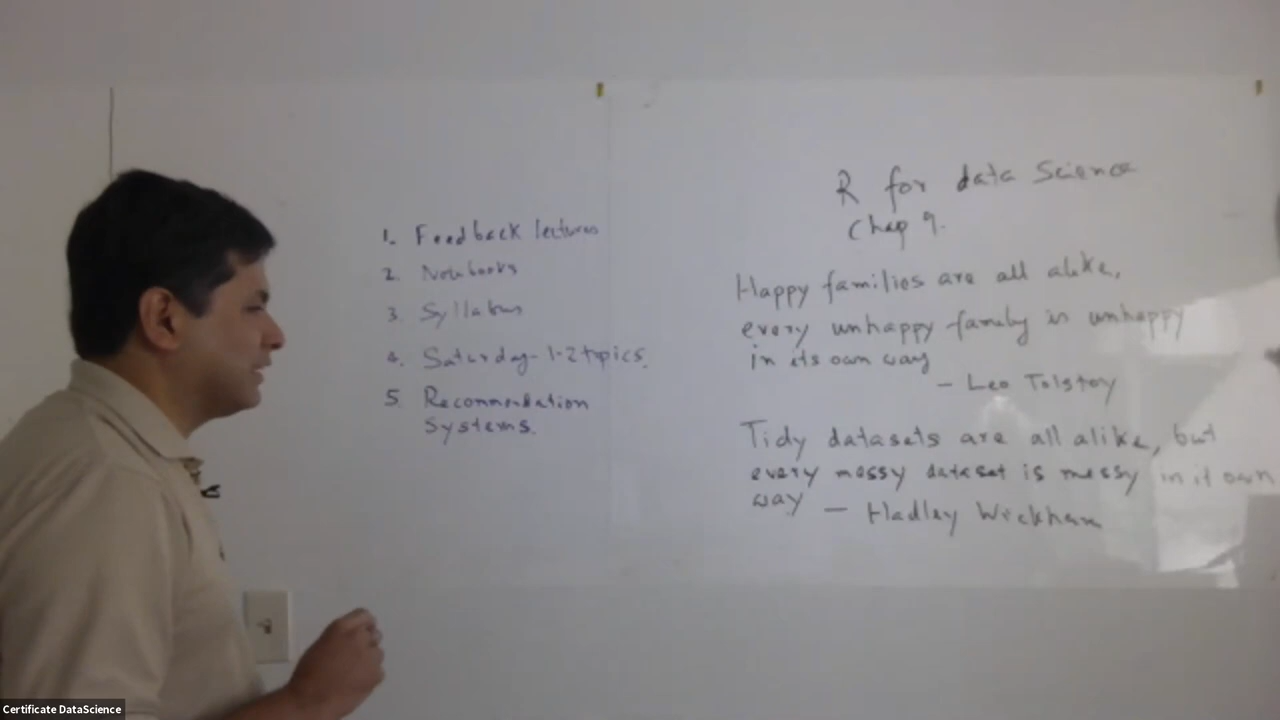 1. Feedback lectures
2. Notebooks
3. Syllabus
4. Saturday - 1-2 topics.
5. Recommendation
systems.
R for data Science
Chap 9.
Happy families are all alike,
every unhappy family is unhappy
in its own way
- Leo Tolstoy
Tidy datasets are all alike, but
every messy dataset is messy in it own
way - Hadley Wickham
Certificate DataScience